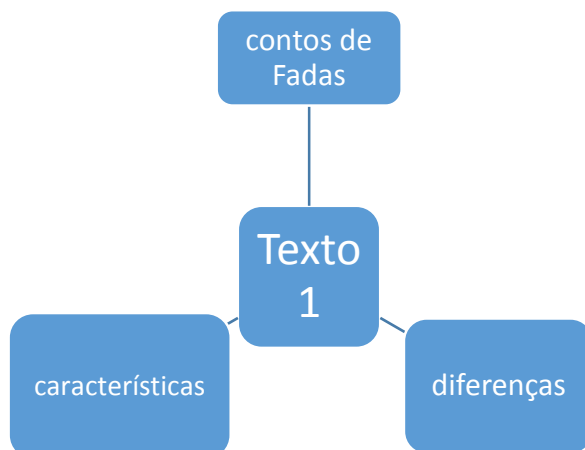 contos de
Fadas
Texto
1
características
diferenças